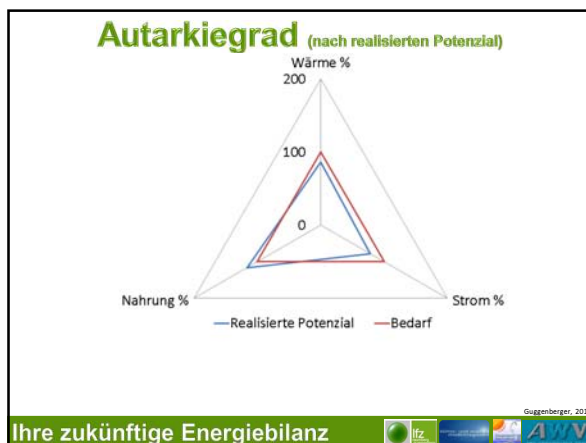 Autarkiegrad (nach realisierten Potenzial)
Wärme %
200
100
0
Nahrung %
Strom %
Realisierte Potenzial
Bedarf
Guggenberger, 201
Ihre zukünftige Energiebilanz
lfz
AWV